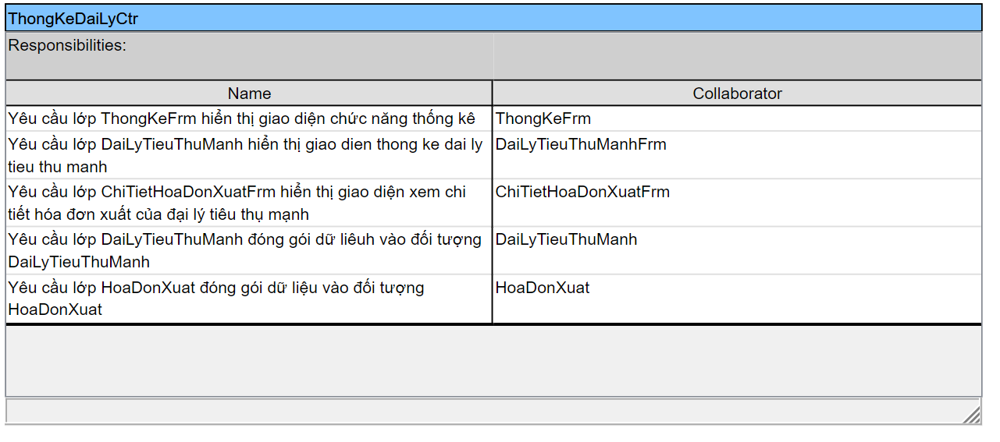 ThongKeDaiLyCtr
Responsibilities:
Name
Collaborator
Yêu cầu lớp ThongKeFrm hiển thị giao diện chức năng thống kê
ThongKeFrm
Yêu cầu lớp DaiLyTieuThuManh hiển thị giao dien thong ke dai ly
tieu thu manh
DaiLyTieuThuManhFrm
Yêu cầu lớp ChiTietHoaDonXuatFrm hiển thị giao diện xem chi
tiết hóa đơn xuất của đại lý tiêu thụ mạnh
ChiTietHoaDonXuatFrm
Yêu cầu lớp DaiLyTieuThuManh đóng gói dữ liêuh vào đối tượng
DaiLyTieuThuManh
DaiLyTieuThuManh
Yêu cầu lớp HoaDonXuat đóng gói dữ liệu vào đối tượng
HoaDonXuat
HoaDonXuat